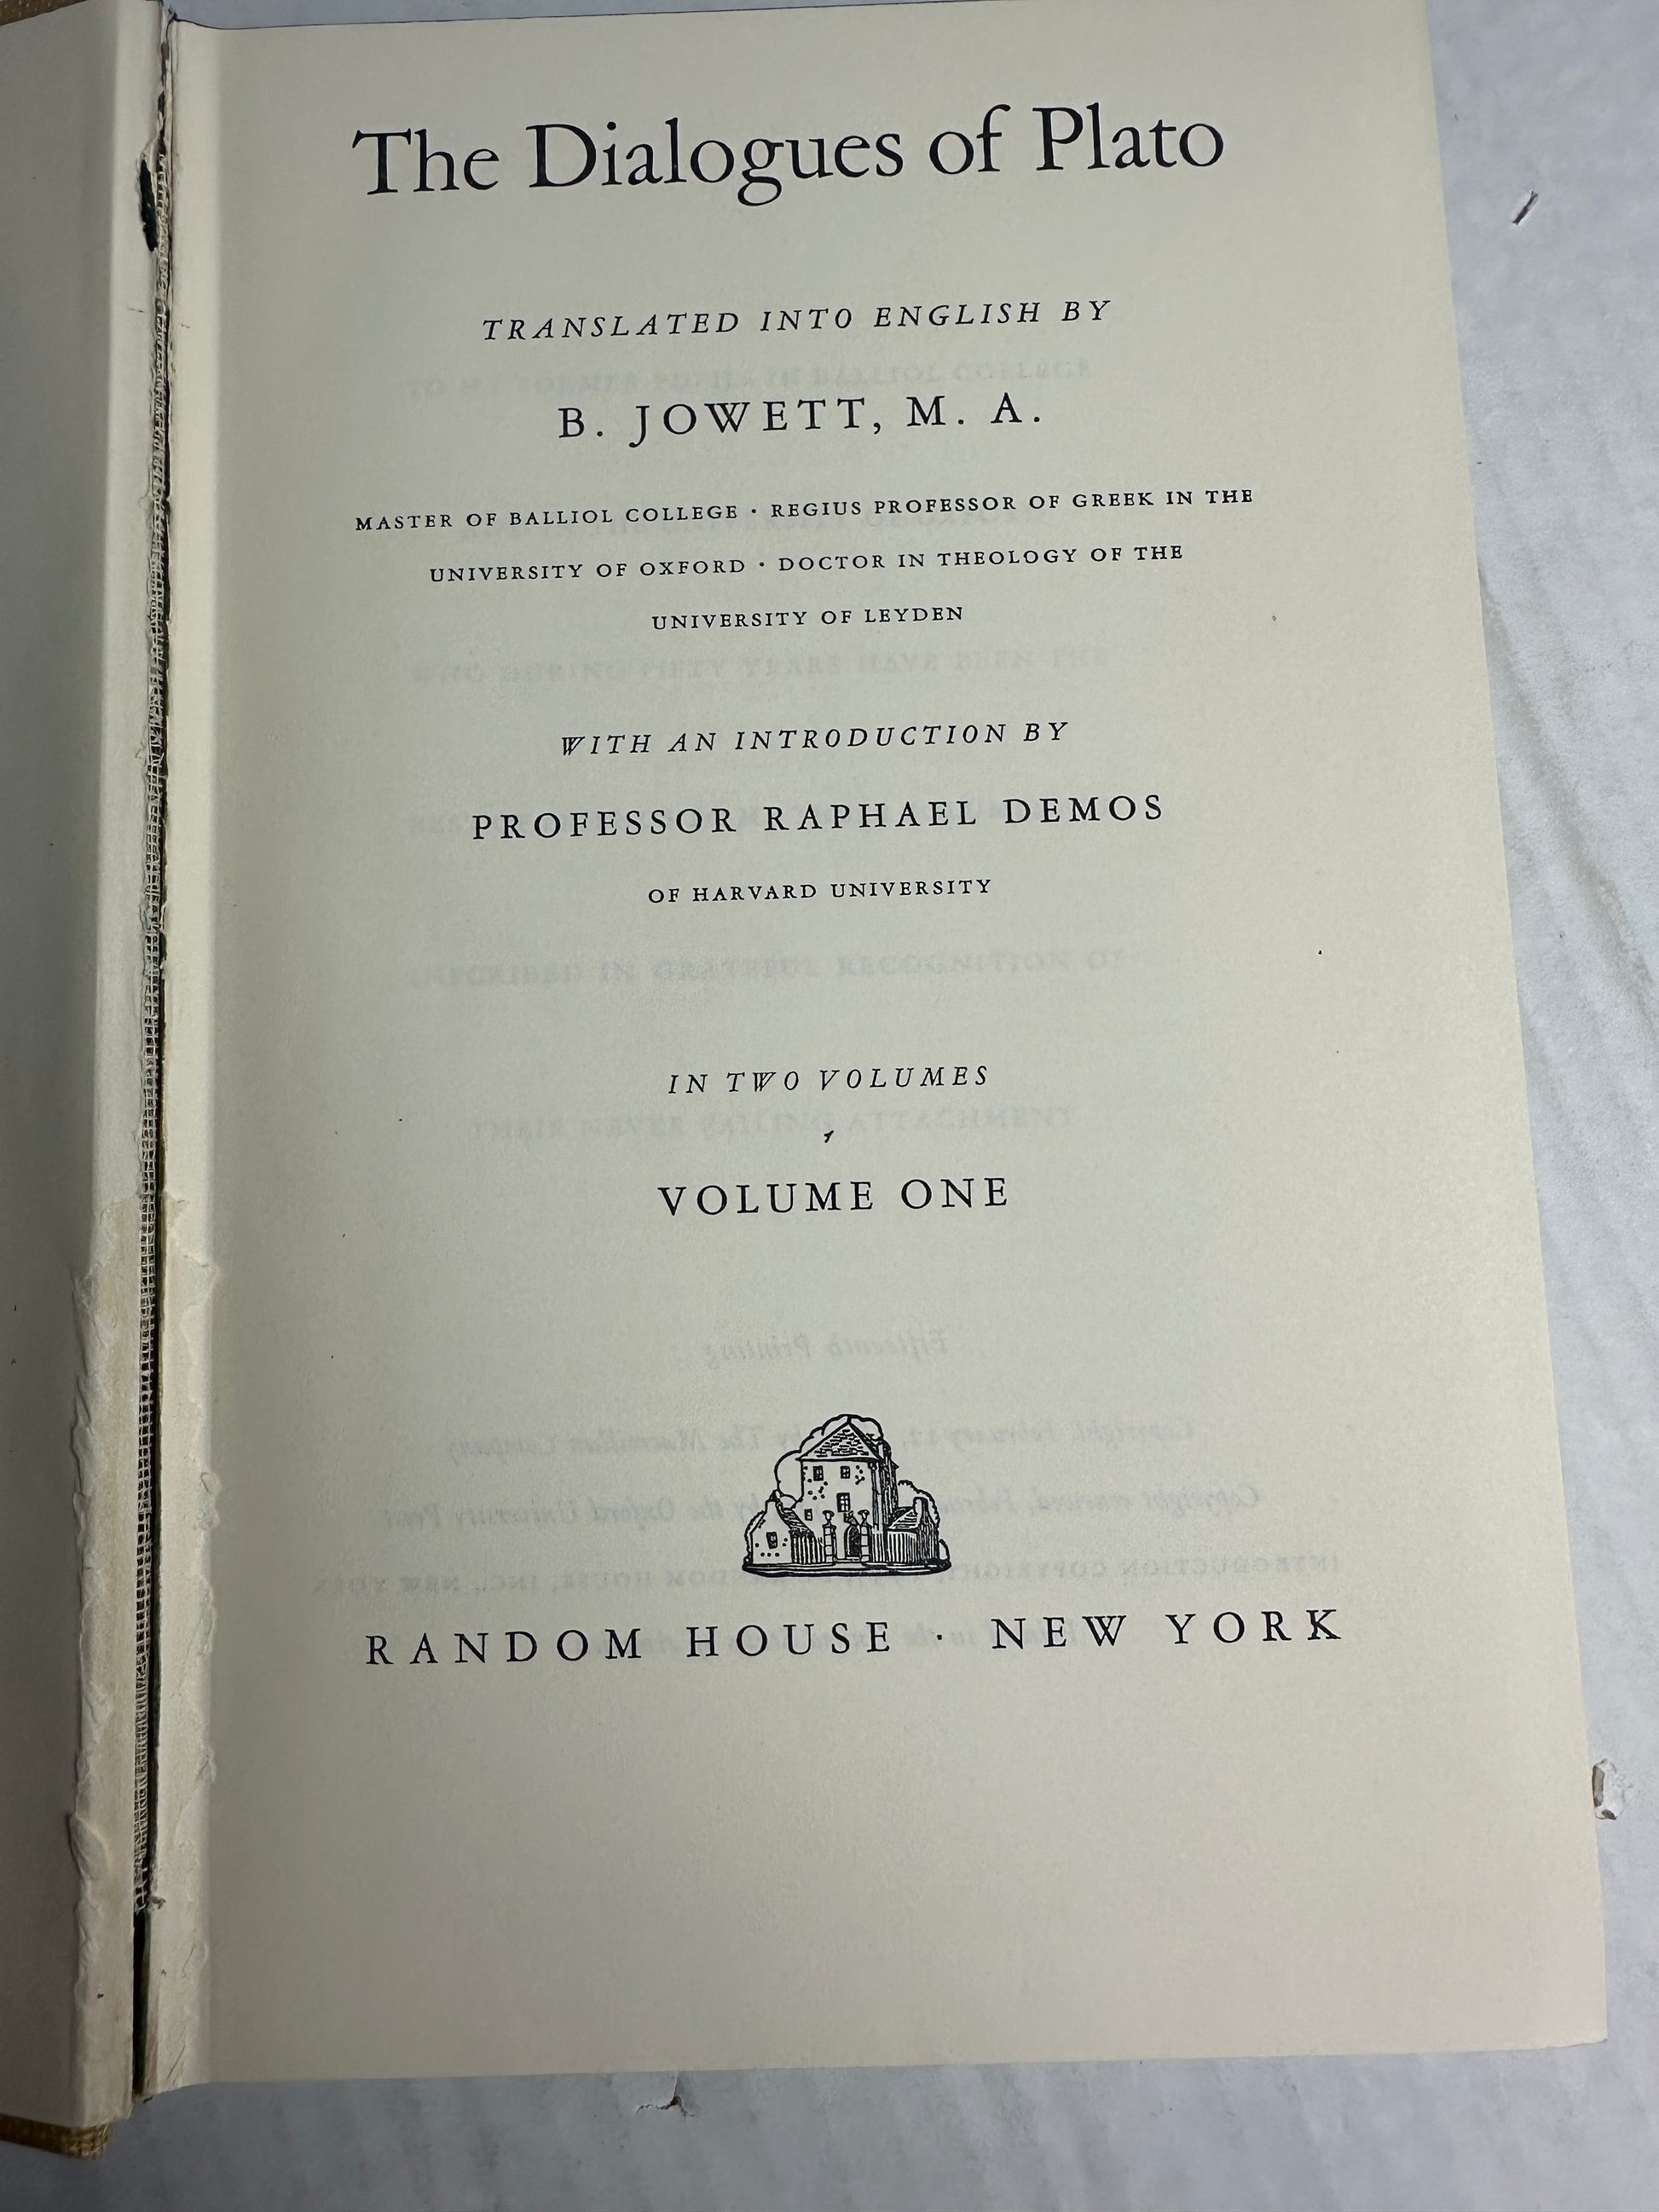 The Dialogues of Plato
TRANSLATED INTO ENGLISH BY
B. JOWETT, M. A.
MASTER OF BALLIOL COLLEGE · REGIUS PROFESSOR OF GREEK IN THE
UNIVERSITY OF OXFORD · DOCTOR IN THEOLOGY OF THE
UNIVERSITY OF LEYDEN
WITH AN INTRODUCTION BY
PROFESSOR RAPHAEL DEMOS
OF HARVARD UNIVERSITY
IN TWO VOLUMES
VOLUME ONE
RANDOM HOUSE · NEW YORK